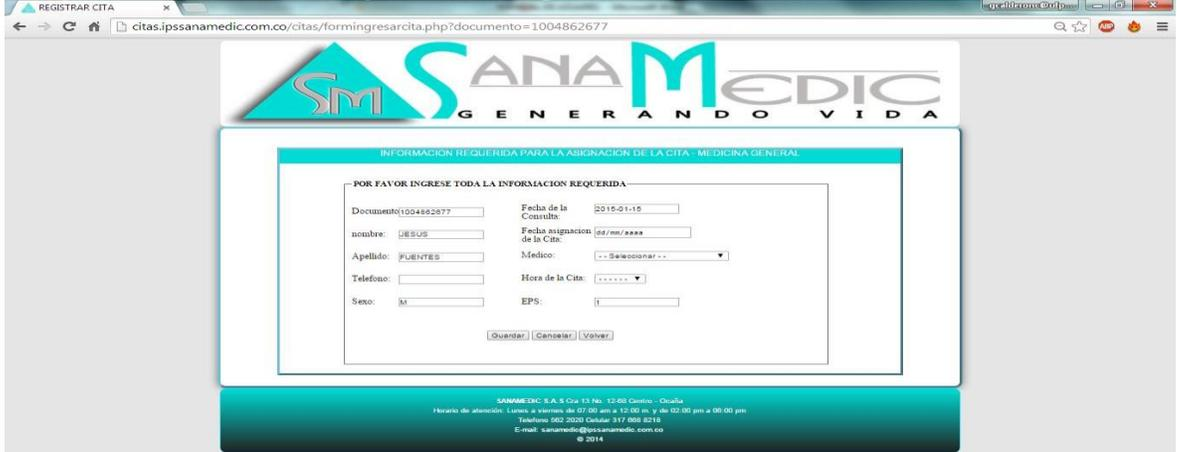 REGISTRAR CITA
citas.ipssanamedic.com.co/citas/formingresarcita.php?documento=1004862677
ABP
SM
SANA MEDIC
GENERANDO VIDA
INFORMACION REQUERIDA PARA LA ASIGNACION DE LA CITA - MEDICINA GENERAL
POR FAVOR INGRESE TODA LA INFORMACION REQUERIDA
Documento 1004862677
Fecha de la Consulta: 2015-01-15
nombre: JESUS
Fecha asignacion de la Cita: dd/mm/aaaa
Apellido: FUENTES
Medico: - - Seleccionar - -
Telefono:
Hora de la Cita: - - - - - -
Sexo: M
EPS: 1
Guardar Cancelar Volver
SANAMEDIC S.A.S Cra 13 No. 12-68 Centro - Ocaña
Horario de atención: Lunes a viernes de 07:00 am a 12:00 m. y de 02:00 pm a 06:00 pm
Telefono 562 2020 Celular 317 668 8218
E-mail: sanamedic@ipssanamedic.com.co
© 2014